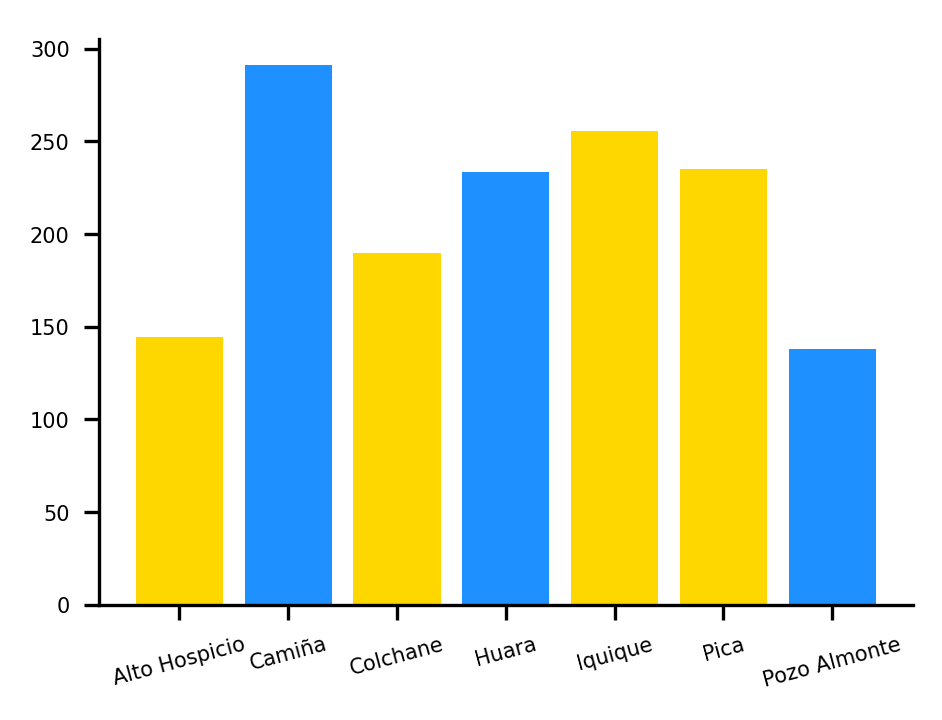 300
250
200
150
100
50
0
Alto Hospicio
Camiña
Colchane
Huara
Iquique
Pica
Pozo Almonte